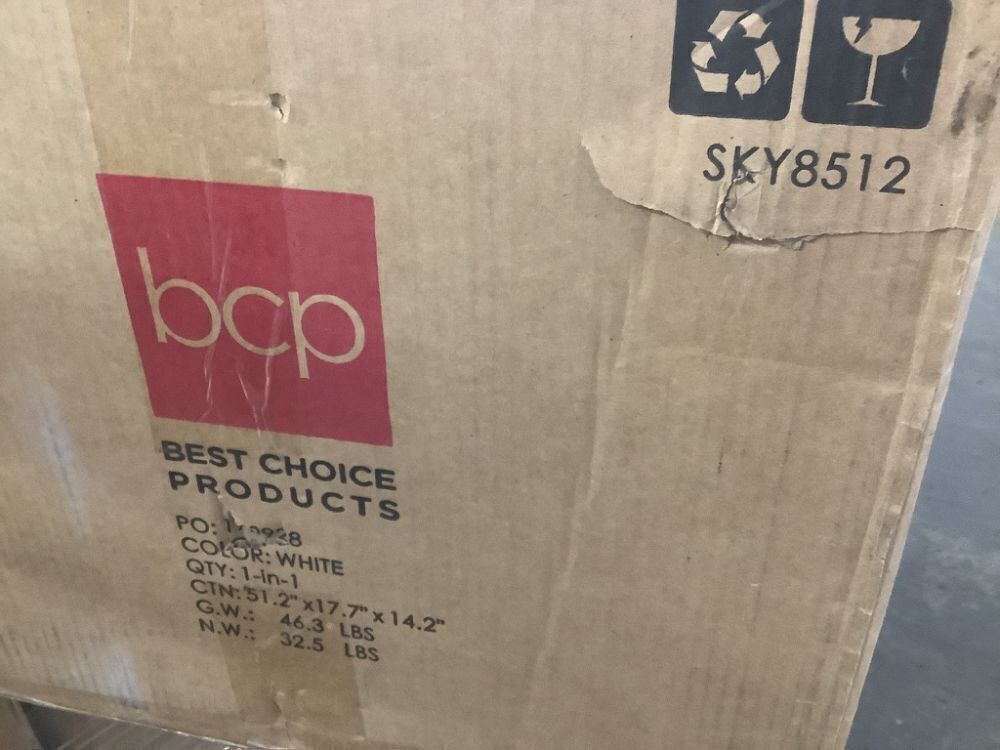 SKY8512
bcp
BEST CHOICE
PRODUCTS
PO:
COLOR: WHITE
QTY: 1-in-1
CTN: 51.2" x17.7" x 14.2"
G.W.: 46.3 LBS
N.W.: 32.5 LBS